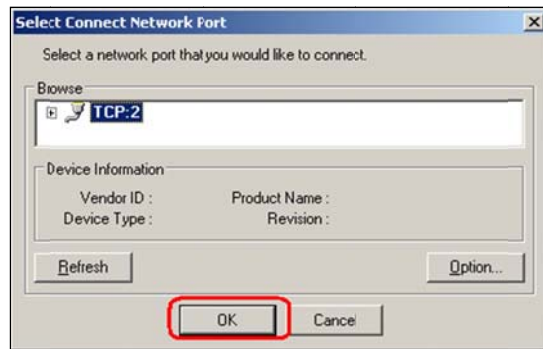 Select Connect Network Port
Select a network port that you would like to connect.
Browse
TCP:2
Device Information
Vendor ID : Product Name :
Device Type : Revision :
Refresh Option...
OK Cancel